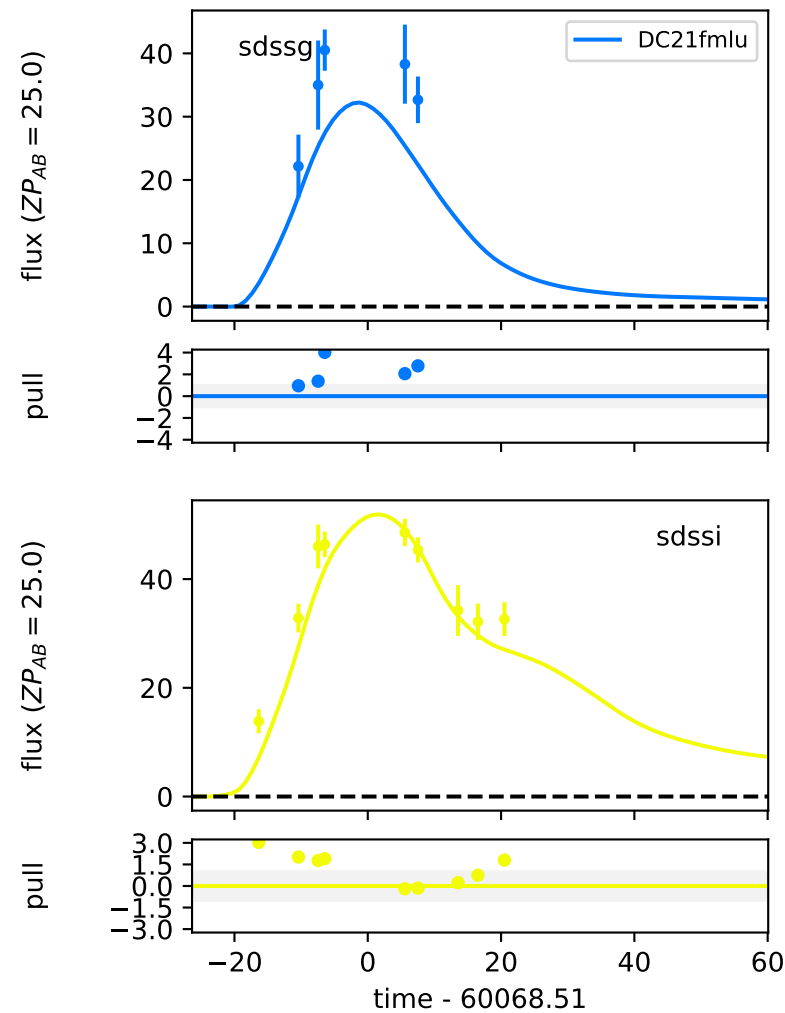 sdssg
DC21fmlu
flux (ZP_AB = 25.0)
40
30
20
10
0
pull
4
2
0
−2
−4
sdssi
flux (ZP_AB = 25.0)
40
20
0
pull
3.0
1.5
0.0
−1.5
−3.0
−20 0 20 40 60
time - 60068.51